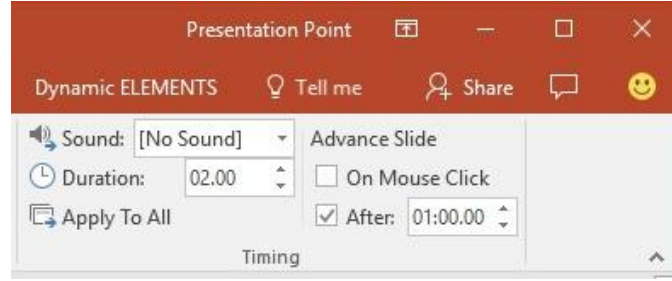 Presentation Point
Dynamic ELEMENTS Tell me Share
Sound: [No Sound] Advance Slide
Duration: 02.00 On Mouse Click
Apply To All After: 01:00.00
Timing